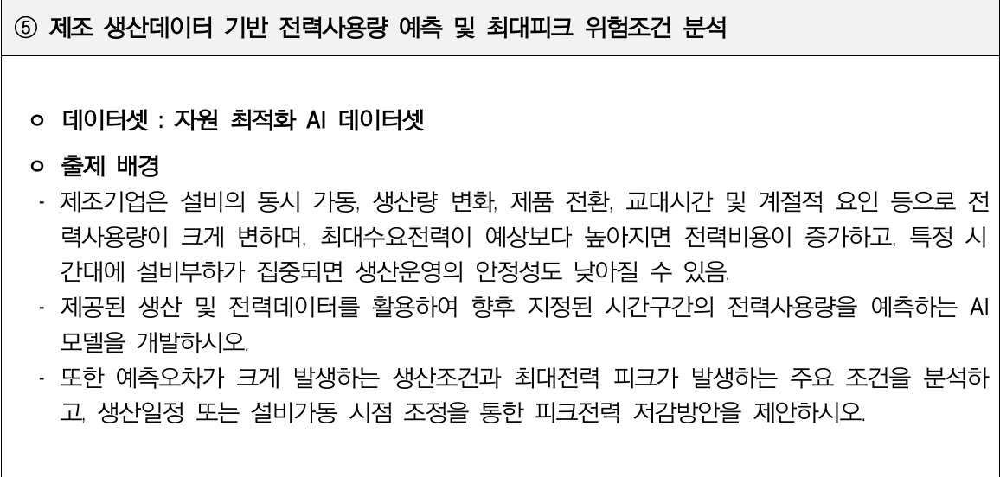 ⑤ 제조 생산데이터 기반 전력사용량 예측 및 최대피크 위험조건 분석
ㅇ 데이터셋 : 자원 최적화 AI 데이터셋
ㅇ 출제 배경
- 제조기업은 설비의 동시 가동, 생산량 변화, 제품 전환, 교대시간 및 계절적 요인 등으로 전
력사용량이 크게 변하며, 최대수요전력이 예상보다 높아지면 전력비용이 증가하고, 특정 시
간대에 설비부하가 집중되면 생산운영의 안정성도 낮아질 수 있음.
- 제공된 생산 및 전력데이터를 활용하여 향후 지정된 시간구간의 전력사용량을 예측하는 AI
모델을 개발하시오.
- 또한 예측오차가 크게 발생하는 생산조건과 최대전력 피크가 발생하는 주요 조건을 분석하
고, 생산일정 또는 설비가동 시점 조정을 통한 피크전력 저감방안을 제안하시오.